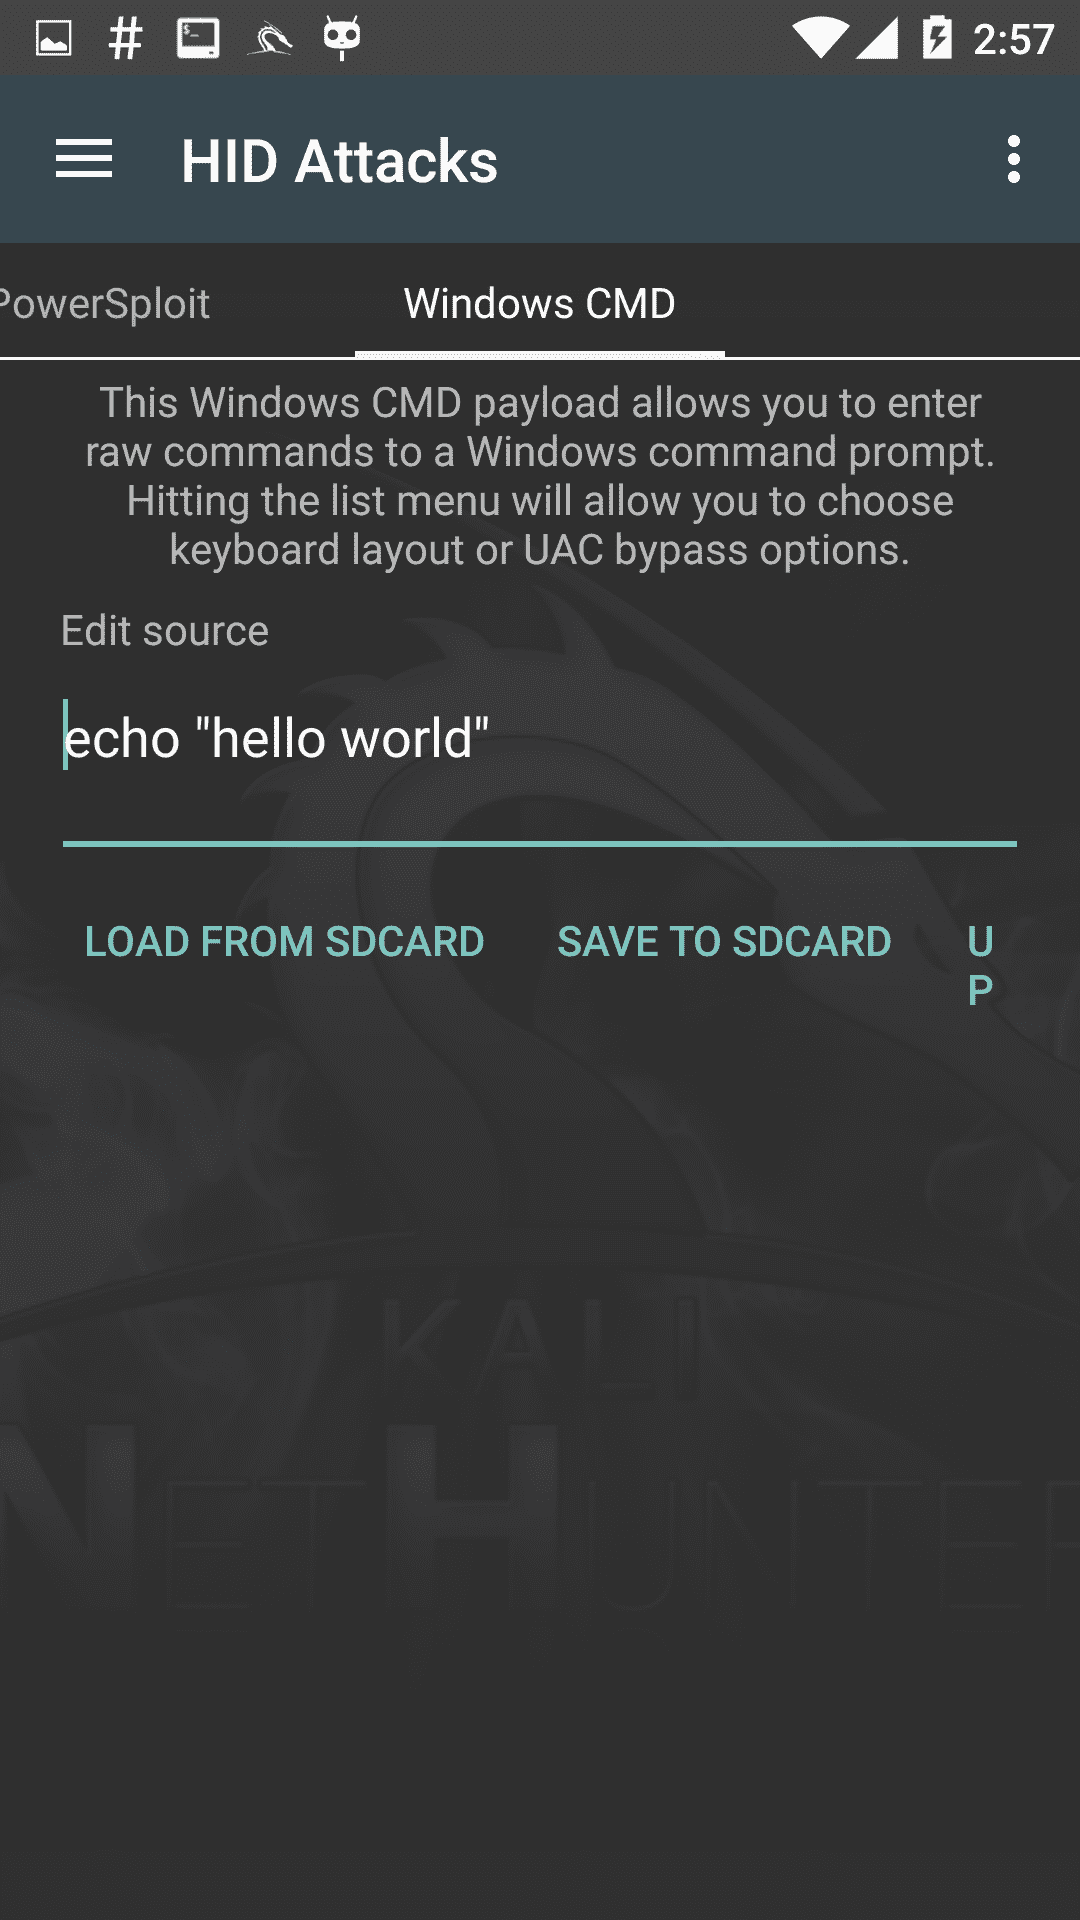 2:57
HID Attacks
PowerSploit
Windows CMD
This Windows CMD payload allows you to enter
raw commands to a Windows command prompt.
Hitting the list menu will allow you to choose
keyboard layout or UAC bypass options.
Edit source
echo "hello world"
LOAD FROM SDCARD
SAVE TO SDCARD
U
P
KALI
NETHUNTER